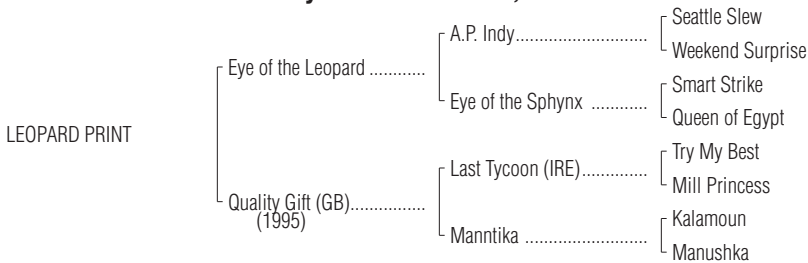 Seattle Slew
A.P. Indy
Weekend Surprise
Eye of the Leopard
Smart Strike
Eye of the Sphynx
Queen of Egypt
LEOPARD PRINT
Try My Best
Last Tycoon (IRE)
Mill Princess
Quality Gift (GB)
(1995)
Kalamoun
Manntika
Manushka